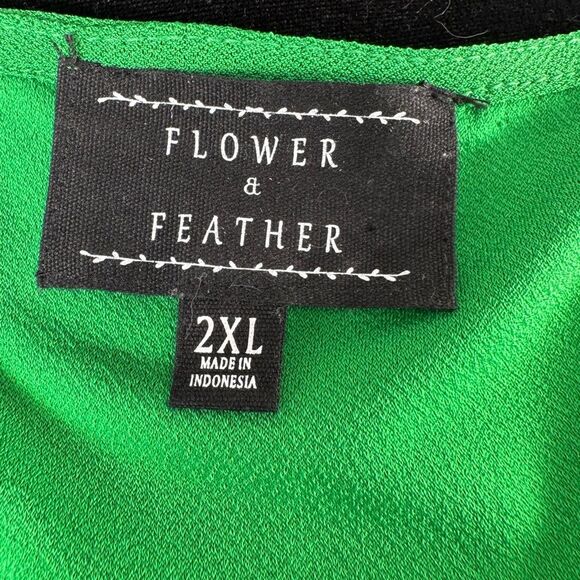 FLOWER
&
FEATHER
2XL
MADE IN
INDONESIA